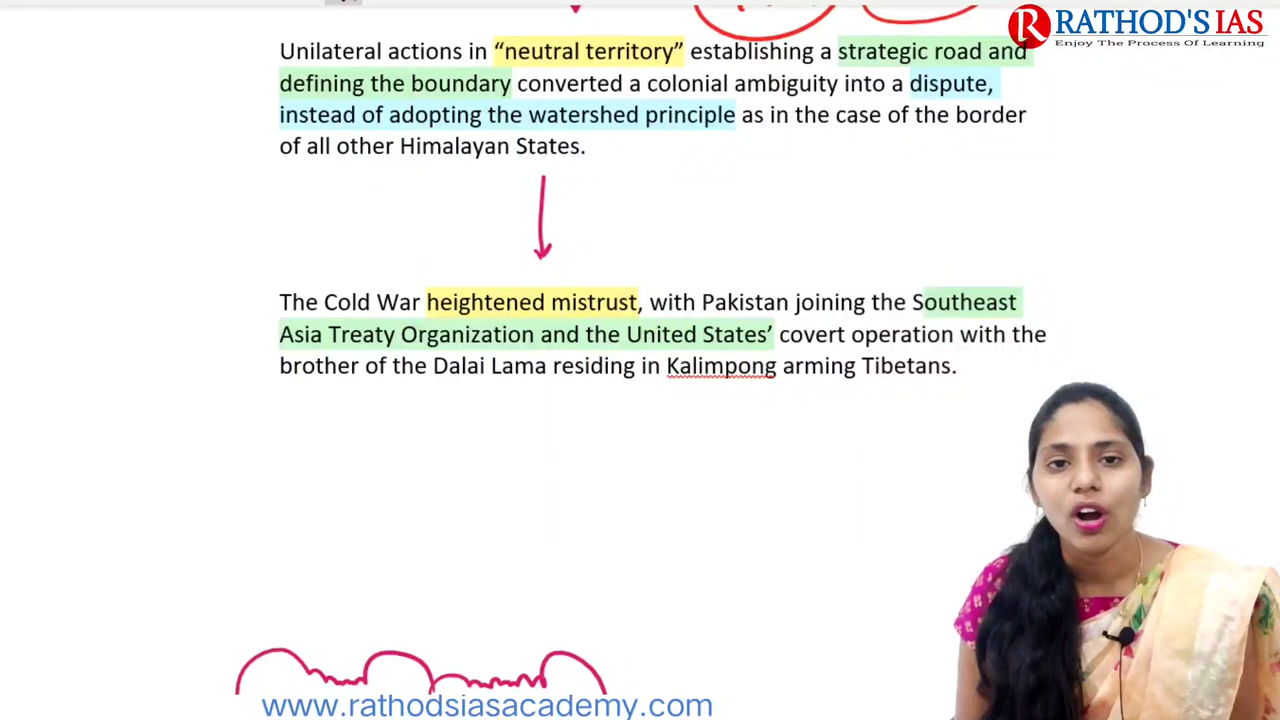 RATHOD'S IAS
Enjoy The Process Of Learning
Unilateral actions in “neutral territory” establishing a strategic road and
defining the boundary converted a colonial ambiguity into a dispute,
instead of adopting the watershed principle as in the case of the border
of all other Himalayan States.
The Cold War heightened mistrust, with Pakistan joining the Southeast
Asia Treaty Organization and the United States’ covert operation with the
brother of the Dalai Lama residing in Kalimpong arming Tibetans.
www.rathodsiasacademy.com